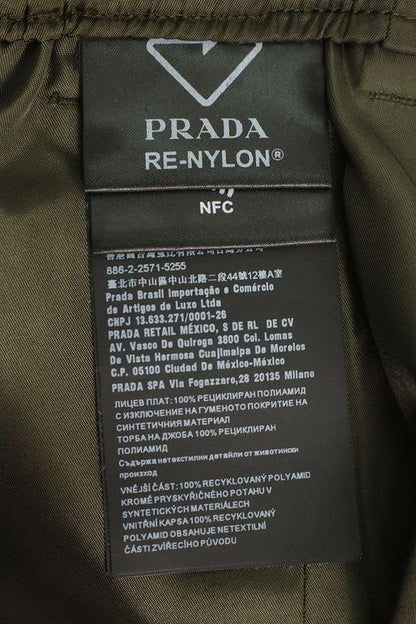 PRADA
RE-NYLON®
NFC
886-2-2571-5255
臺北市中山區中山北路二段44號12樓A室
Prada Brasil Importação e Comércio
de Artigos de Luxo Ltda
CNPJ 13.633.271/0001-26
PRADA RETAIL MÉXICO, S DE RL DE CV
AV. Vasco De Quiroga 3800 Col. Lomas
De Vista Hermosa Cuajimalpa De Morelos
C.P. 05100 Ciudad De México-México
PRADA SPA Via Fogazzaro,28 20135 Milano
ЛИЦЕВ ПЛАТ: 100% РЕЦИКЛИРАН ПОЛИАМИД
С ИЗКЛЮЧЕНИЕ НА ГУМЕНОТО ПОКРИТИЕ НА
СИНТЕТИЧНИЯ МАТЕРИАЛ
ТОРБА НА ДЖОБА 100% РЕЦИКЛИРАН
ПОЛИАМИД
Съдържа нетекстилни детайли от животински
произход
VNĚJŠÍ ČÁST: 100% RECYKLOVANÝ POLYAMID
KROMĚ PRYSKYŘIČNÉHO POTAHU V
SYNTETICKÝCH MATERIÁLŮ
VNITŘNÍ KAPSA 100% RECYKLOVANÝ
POLYAMID OBSAHUJE NETEXTILNÍ
ČÁSTI ZVÍŘECÍHO PŮVODU